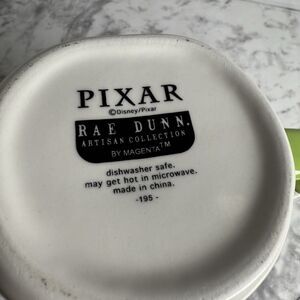 PIXAR
©Disney/Pixar
RAE DUNN.
ARTISAN COLLECTION
BY MAGENTA™
dishwasher safe.
may get hot in microwave.
made in china.
-195-